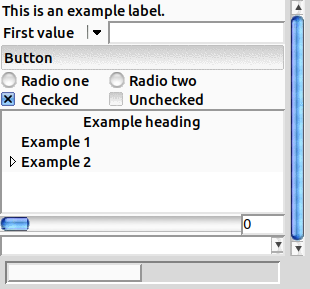 This is an example label.
First value
Button
Radio one Radio two
Checked Unchecked
Example heading
Example 1
Example 2
0